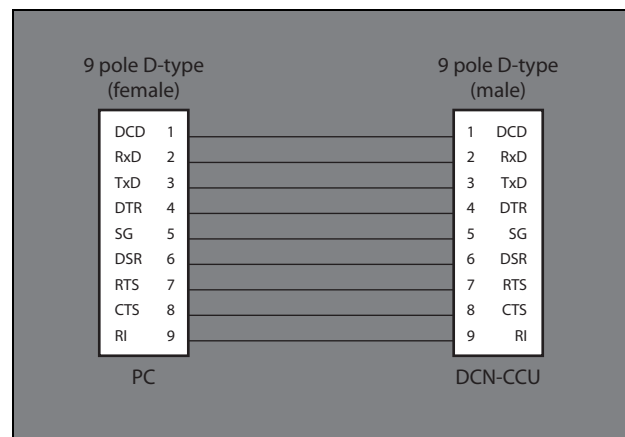 9 pole D-type
(female)
9 pole D-type
(male)
DCD 1
1 DCD
RxD 2
2 RxD
TxD 3
3 TxD
DTR 4
4 DTR
SG 5
5 SG
DSR 6
6 DSR
RTS 7
7 RTS
CTS 8
8 CTS
RI 9
9 RI
PC
DCN-CCU